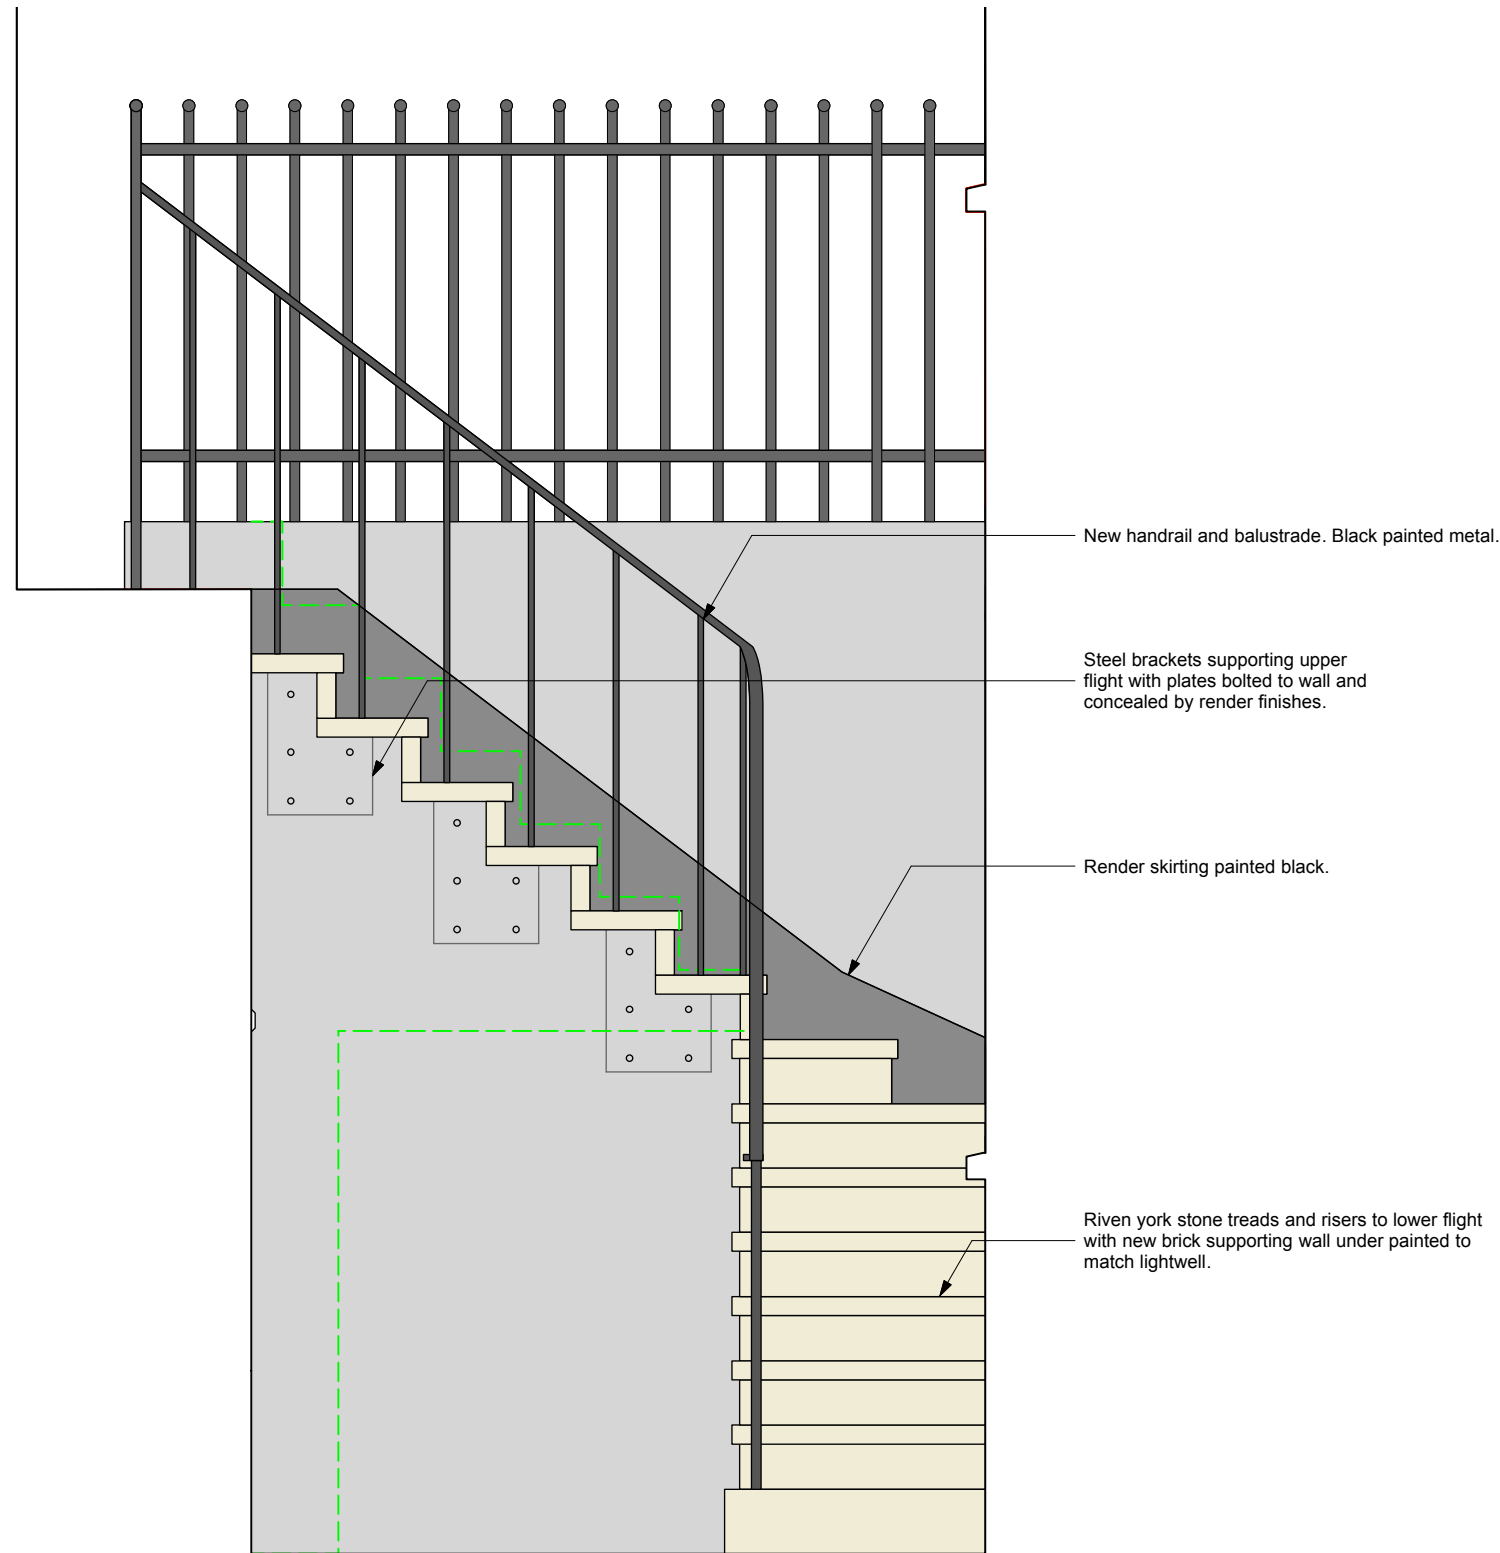 New handrail and balustrade. Black painted metal.
Steel brackets supporting upper
flight with plates bolted to wall and
concealed by render finishes.
Render skirting painted black.
Riven york stone treads and risers to lower flight
with new brick supporting wall under painted to
match lightwell.